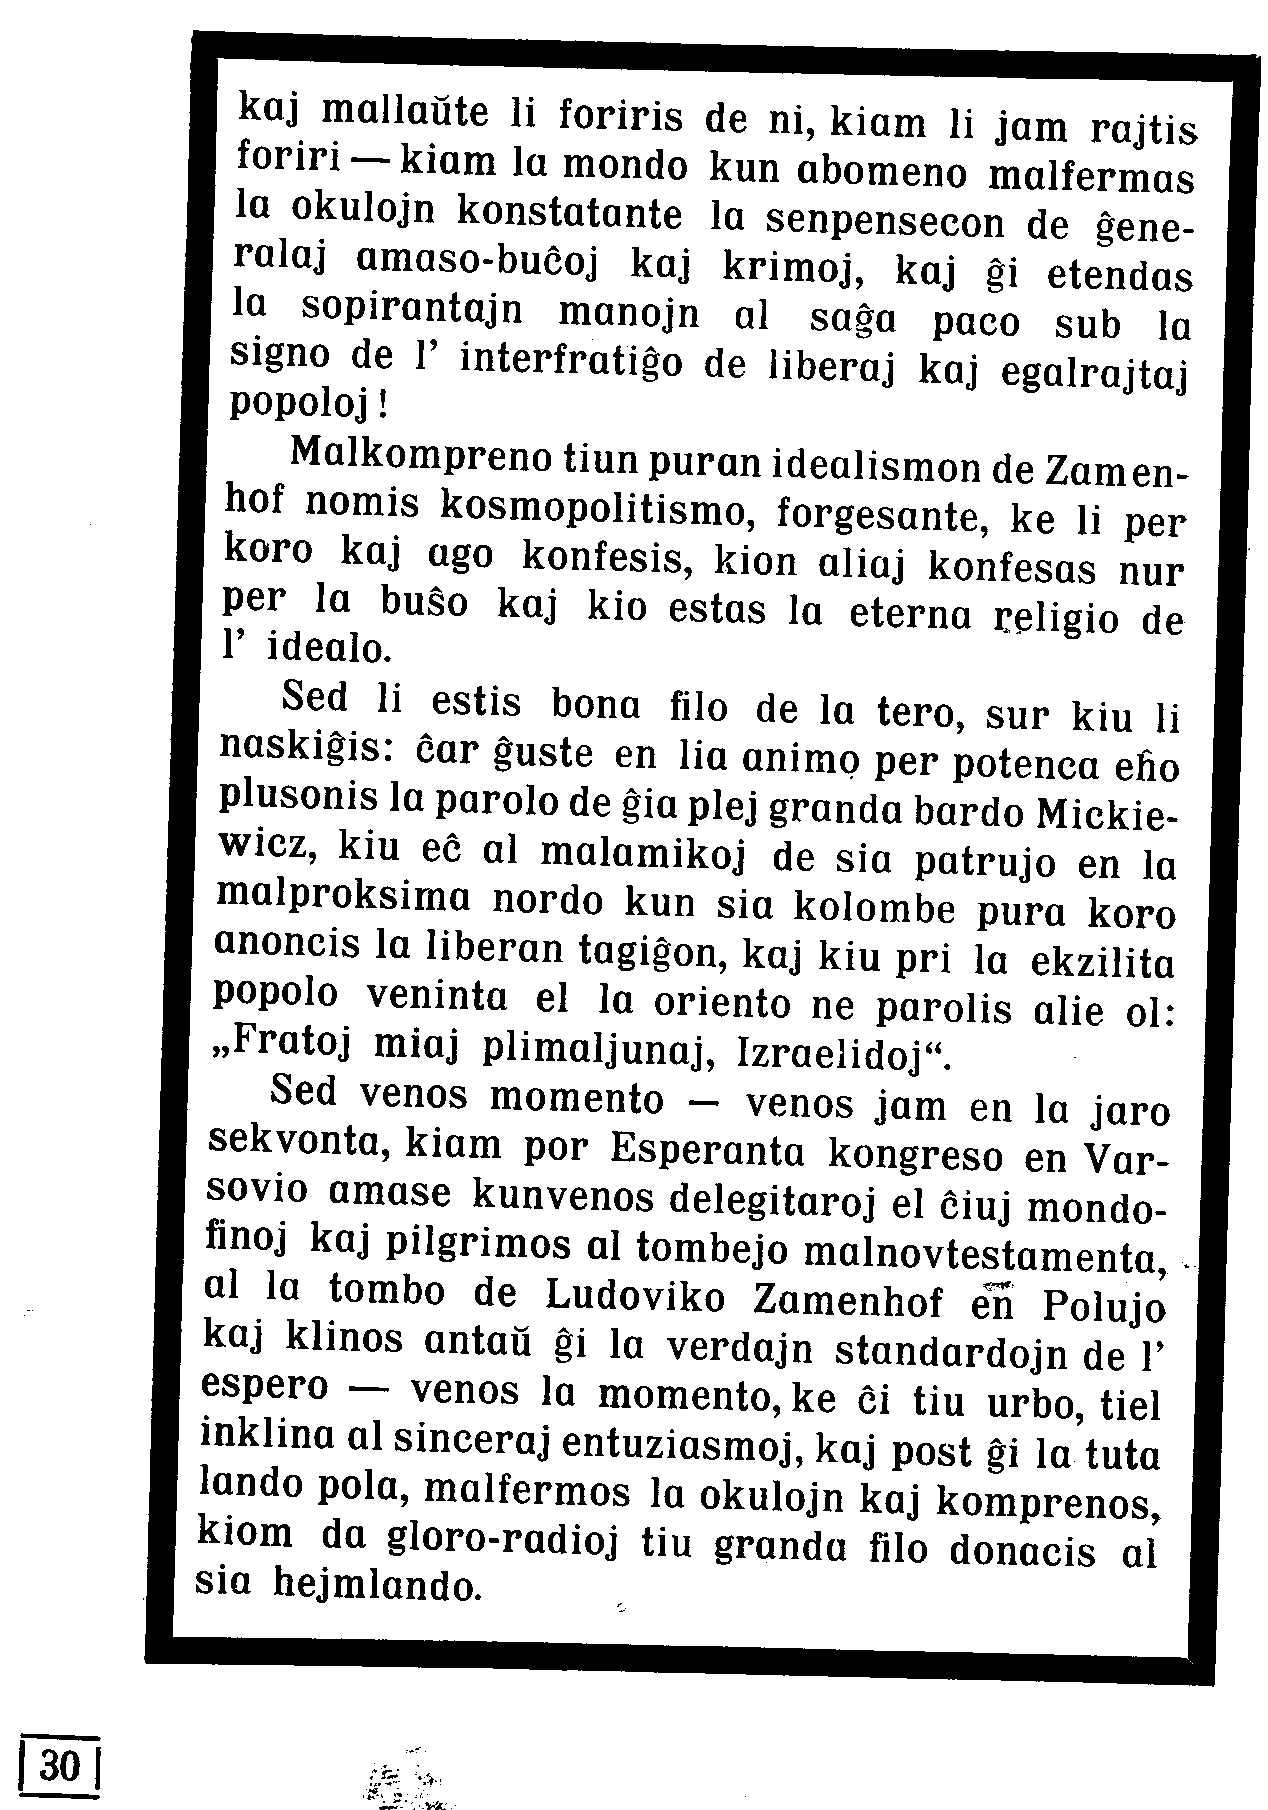 kaj mallaŭte li foriris de ni, kiam li jam rajtis
foriri — kiam la mondo kun abomeno malfermas
la okulojn konstatante la senpensecon de ĝene-
ralaj amaso-buĉoj kaj krimoj, kaj ĝi etendas
la sopirantajn manojn al saĝa paco sub la
signo de l' interfratiĝo de liberaj kaj egalrajtaj
popoloj!
Malkompreno tiun puran idealismon de Zamen-
hof nomis kosmopolitismo, forgesante, ke li per
koro kaj ago konfesis, kion aliaj konfesas nur
per la buŝo kaj kio estas la eterna religio de
l' idealo.
Sed li estis bona filo de la tero, sur kiu li
naskiĝis: ĉar ĝuste en lia animo per potenca eĥo
plusonis la parolo de ĝia plej granda bardo Mickie-
wicz, kiu eĉ al malamikoj de sia patrujo en la
malproksima nordo kun sia kolombe pura koro
anoncis la liberan tagiĝon, kaj kiu pri la ekzilita
popolo veninta el la oriento ne parolis alie ol:
„Fratoj miaj plimaljunaj, Izraelidoj“.
Sed venos momento — venos jam en la jaro
sekvonta, kiam por Esperanta kongreso en Var-
sovio amase kunvenos delegitaroj el ĉiuj mondo-
finoj kaj pilgrimos al tombejo malnovtestamenta,
al la tombo de Ludoviko Zamenhof en Polujo
kaj klinos antaŭ ĝi la verdajn standardojn de l'
espero — venos la momento, ke ĉi tiu urbo, tiel
inklina al sinceraj entuziasmoj, kaj post ĝi la tuta
lando pola, malfermos la okulojn kaj komprenos,
kiom da gloro-radioj tiu granda filo donacis al
sia hejmlando.
30